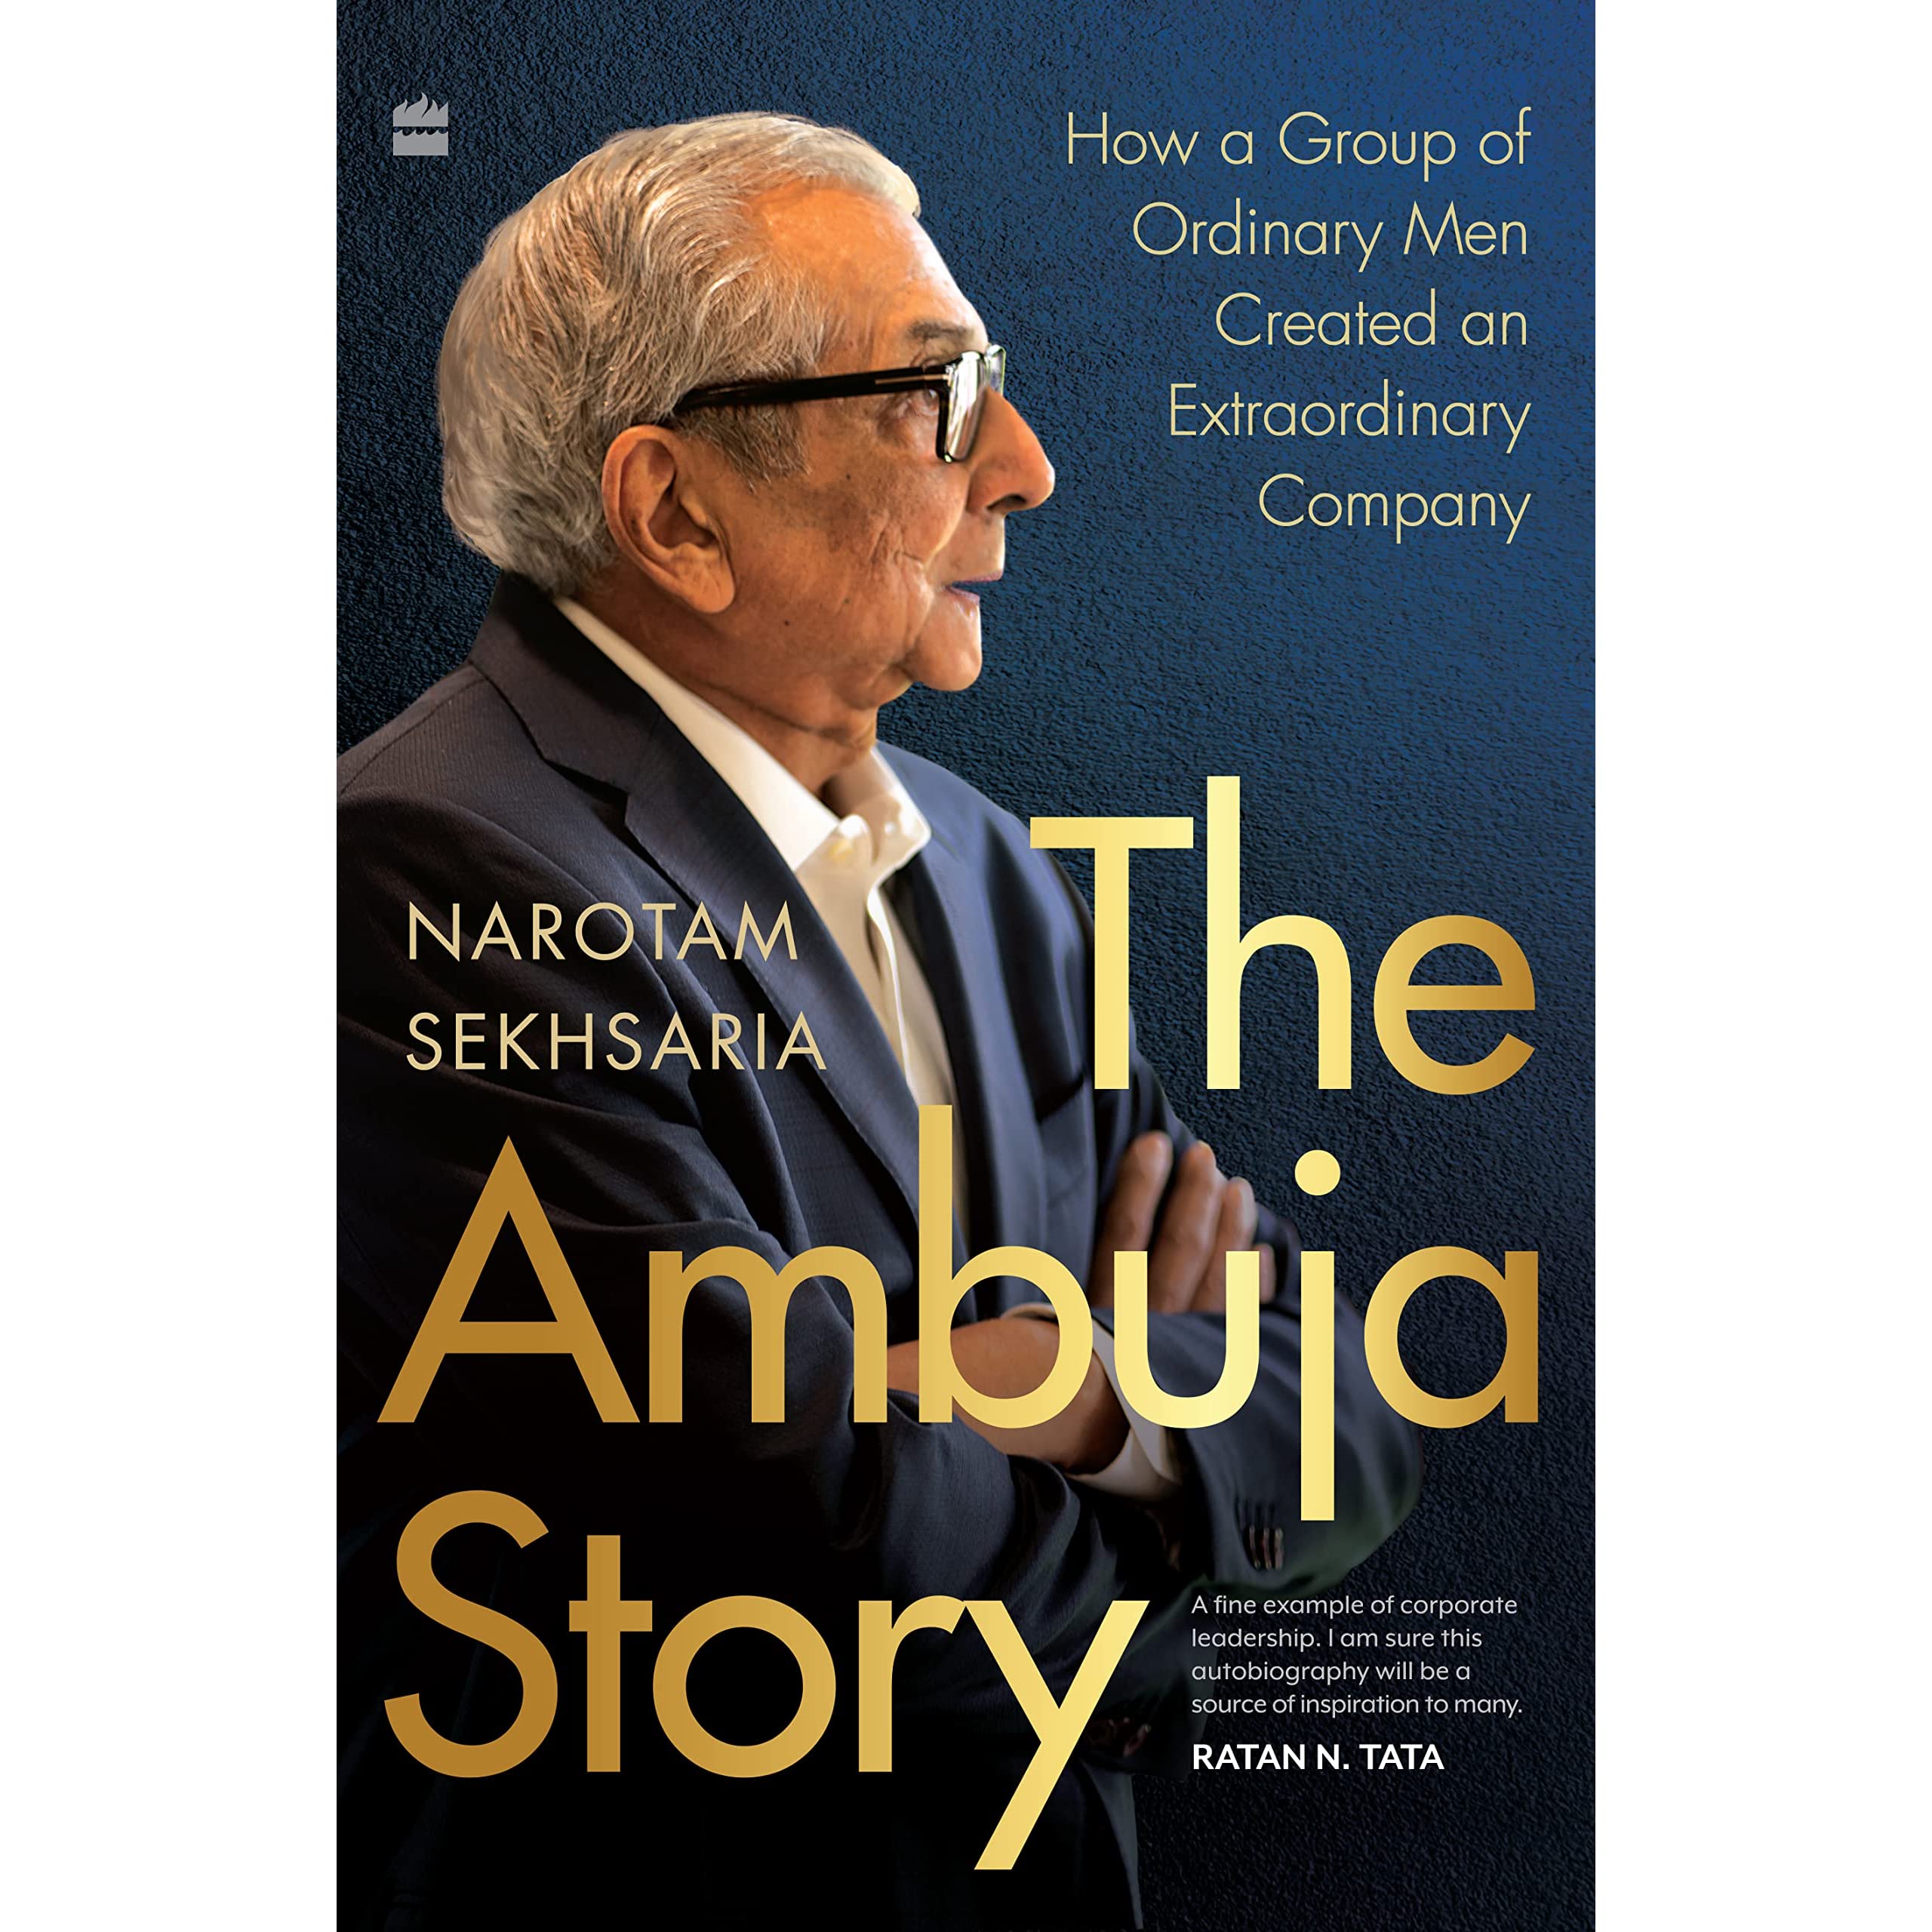 How a Group of
Ordinary Men
Created an
Extraordinary
Company
NAROTAM
SEKHSARIA
The
Ambuja
Story
A fine example of corporate
leadership. I am sure this
autobiography will be a
source of inspiration to many.
RATAN N. TATA